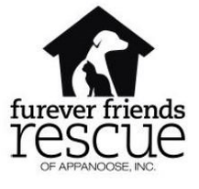 furever friends
rescue
OF APPANOOSE, INC.